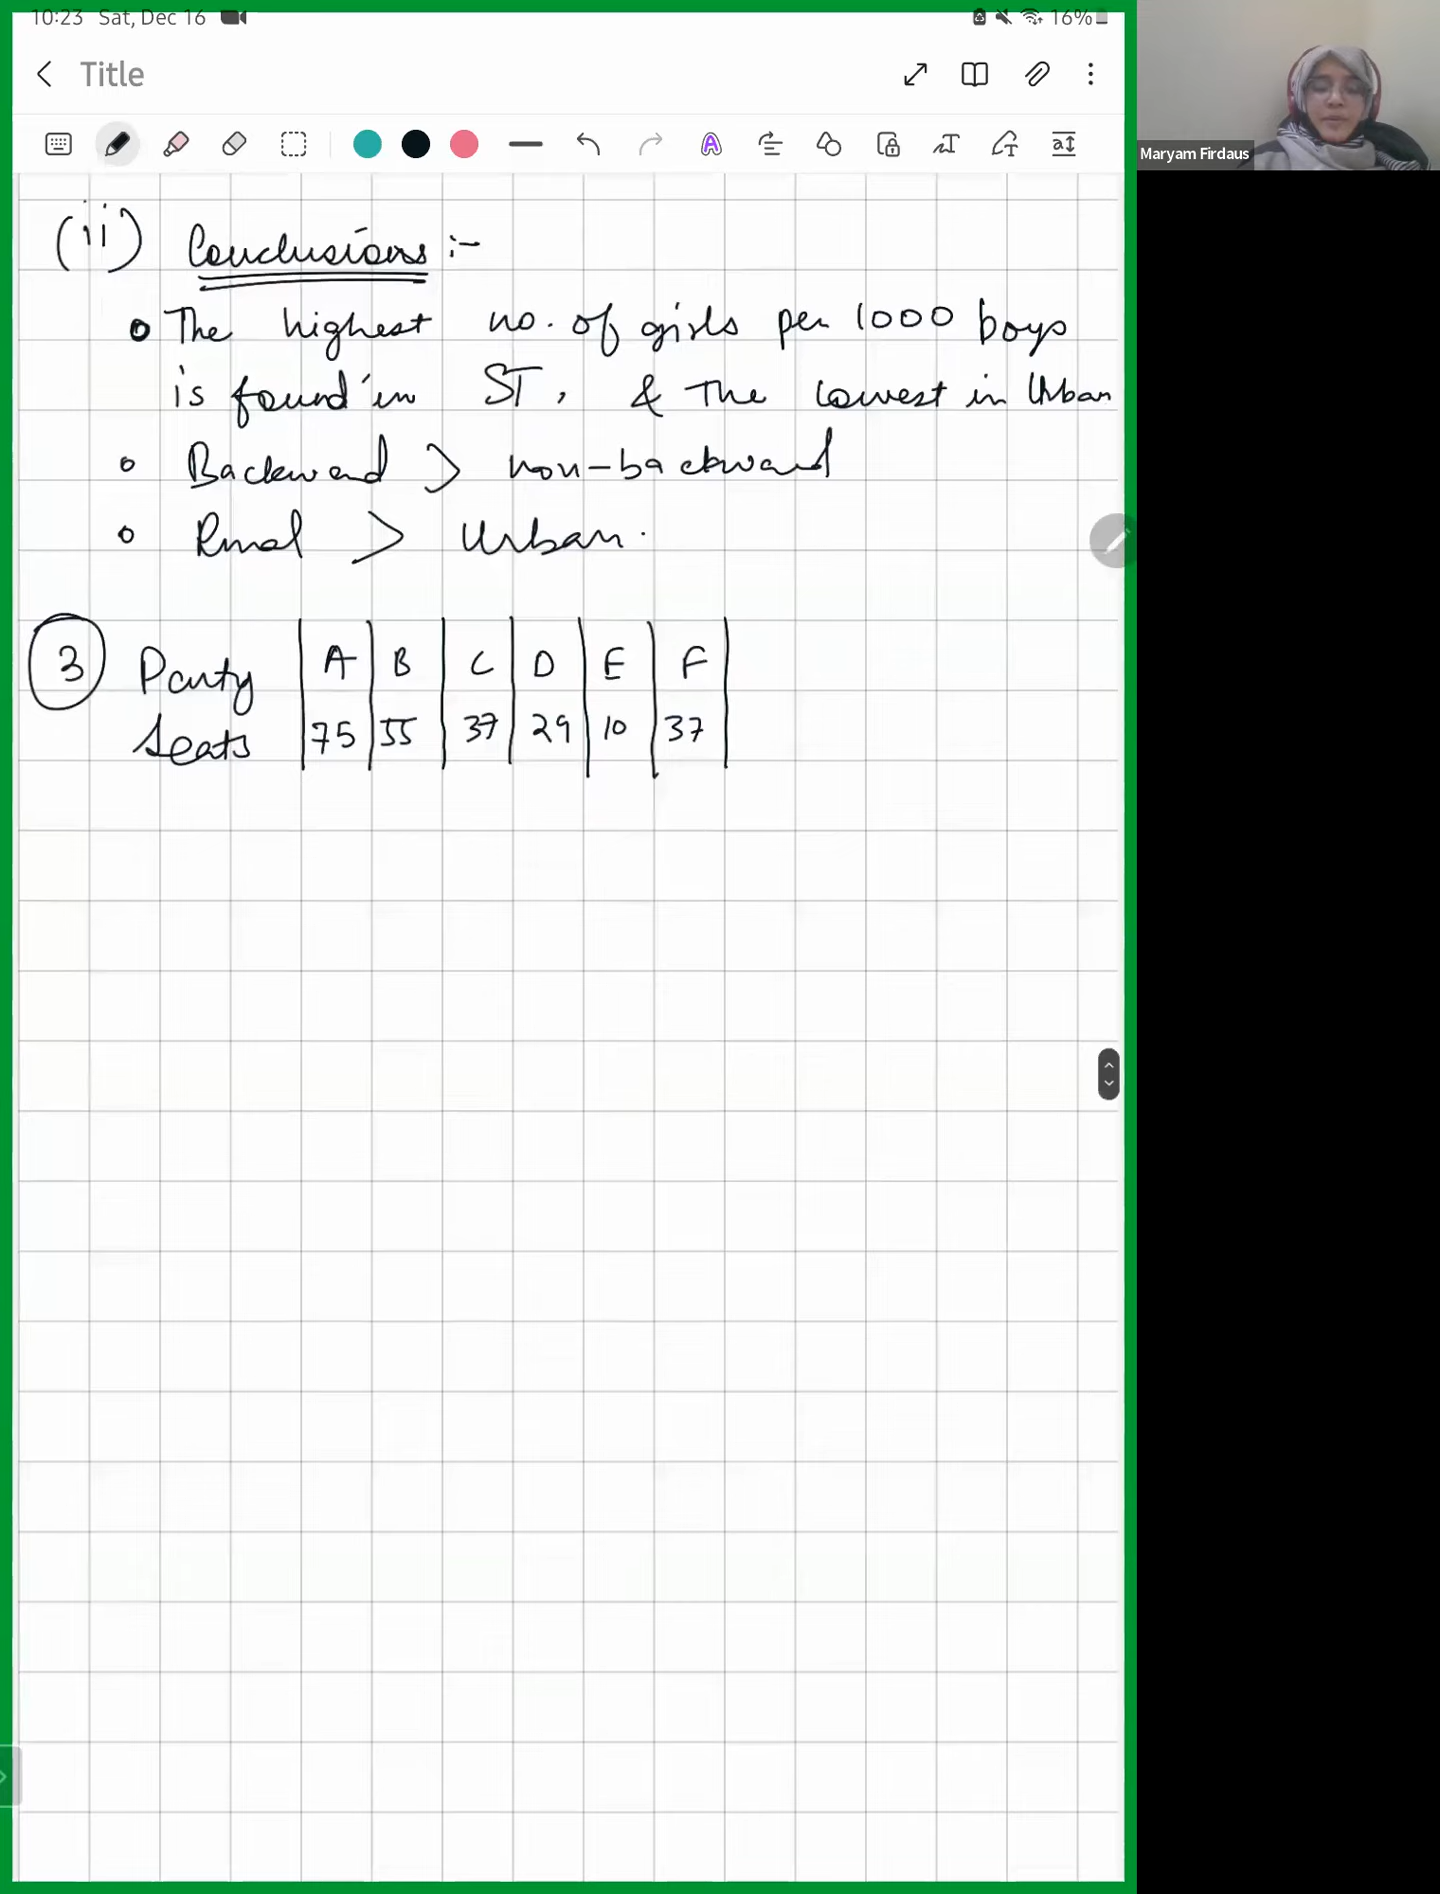 10:23 Sat, Dec 16
16%
Title
a
Maryam Firdaus
(ii) Conclusions :-
The highest no. of girls per 1000 boys
is found in ST, & the lowest in Urban
Backward > non-backward
Rural > Urban.
3 Party A B C D E F
Seats 75 55 37 29 10 37